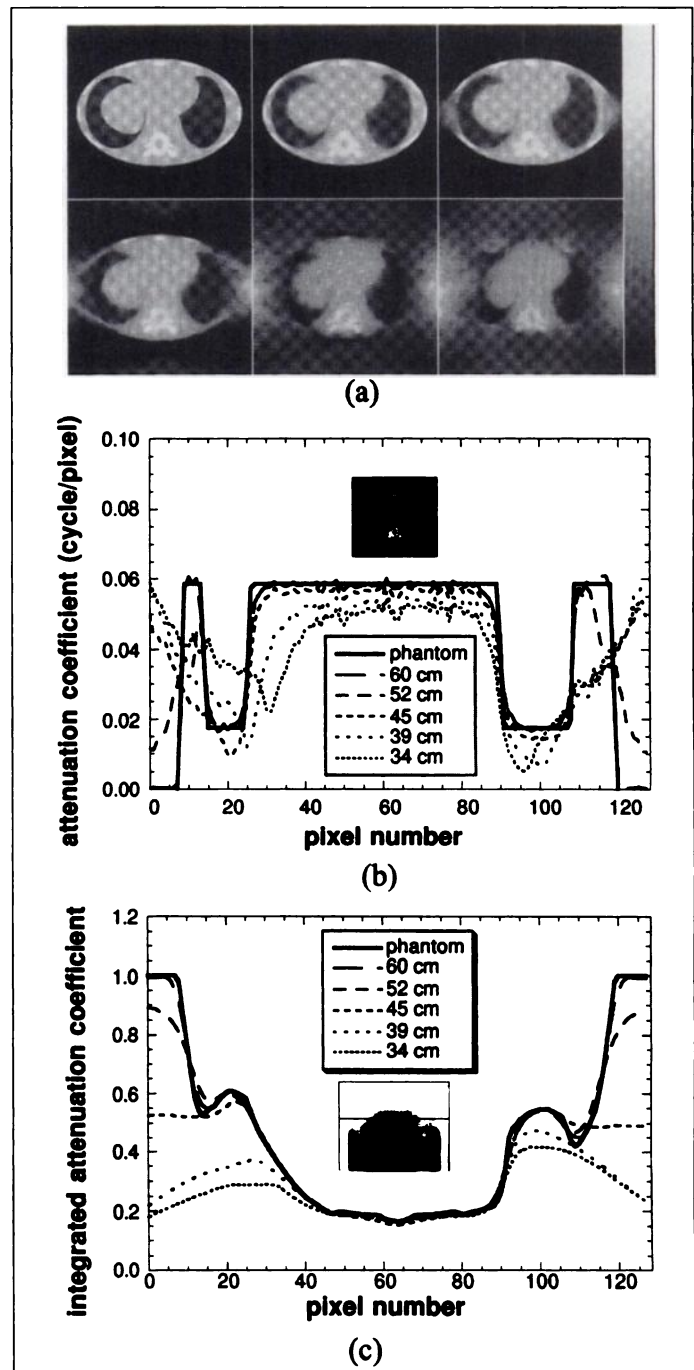 (a)
attenuation coefficient (cycle/pixel)
0.10
0.08
0.06
0.04
0.02
0.00
phantom
60 cm
52 cm
45 cm
39 cm
34 cm
0 20 40 60 80 100 120
pixel number
(b)
integrated attenuation coefficient
1.2
1.0
0.8
0.6
0.4
0.2
0.0
phantom
60 cm
52 cm
45 cm
39 cm
34 cm
0 20 40 60 80 100 120
pixel number
(c)